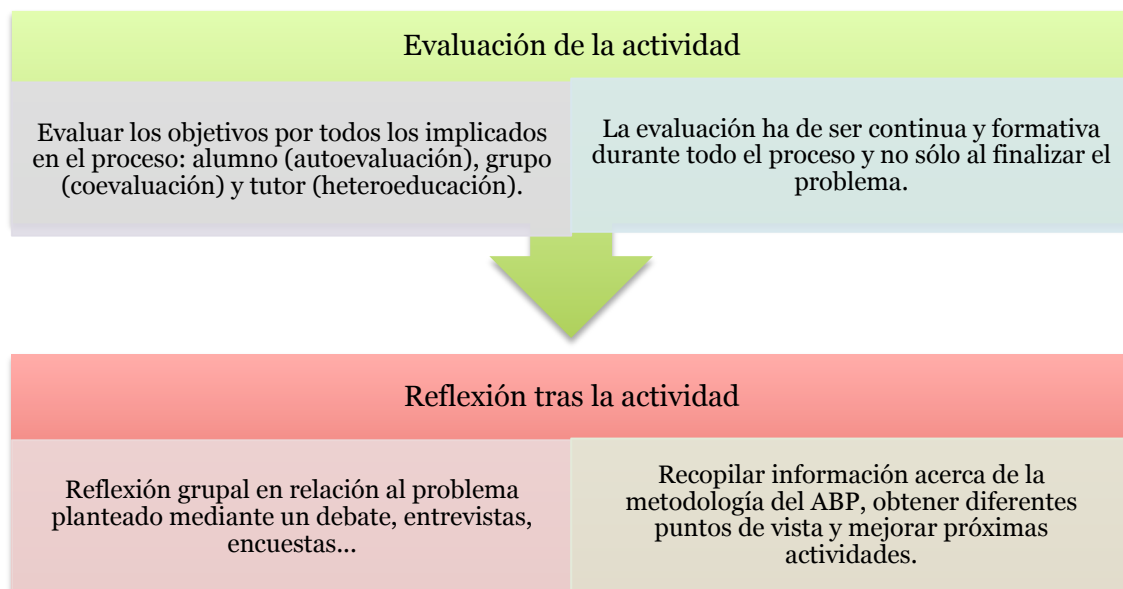 Evaluación de la actividad
Evaluar los objetivos por todos los implicados
en el proceso: alumno (autoevaluación), grupo
(coevaluación) y tutor (heteroeducación).
La evaluación ha de ser continua y formativa
durante todo el proceso y no sólo al finalizar el
problema.
Reflexión tras la actividad
Reflexión grupal en relación al problema
planteado mediante un debate, entrevistas,
encuestas...
Recopilar información acerca de la
metodología del ABP, obtener diferentes
puntos de vista y mejorar próximas
actividades.